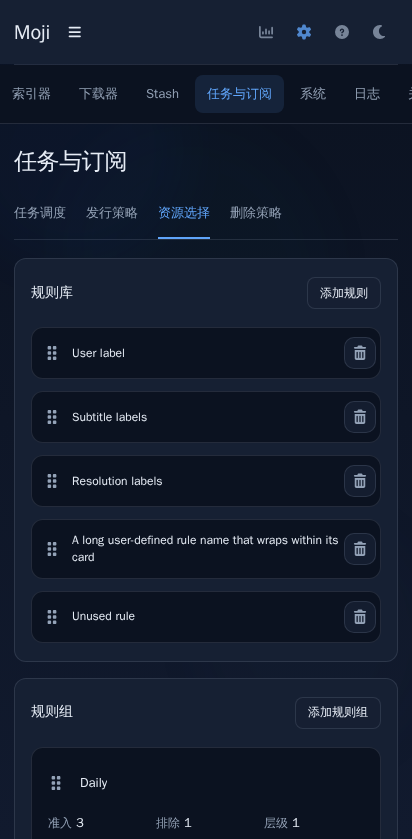 Moji
索引器 下载器 Stash 任务与订阅 系统 日志
任务与订阅
任务调度 发行策略 资源选择 删除策略
规则库 添加规则
User label
Subtitle labels
Resolution labels
A long user-defined rule name that wraps within its
card
Unused rule
规则组 添加规则组
Daily
准入 3 排除 1 层级 1